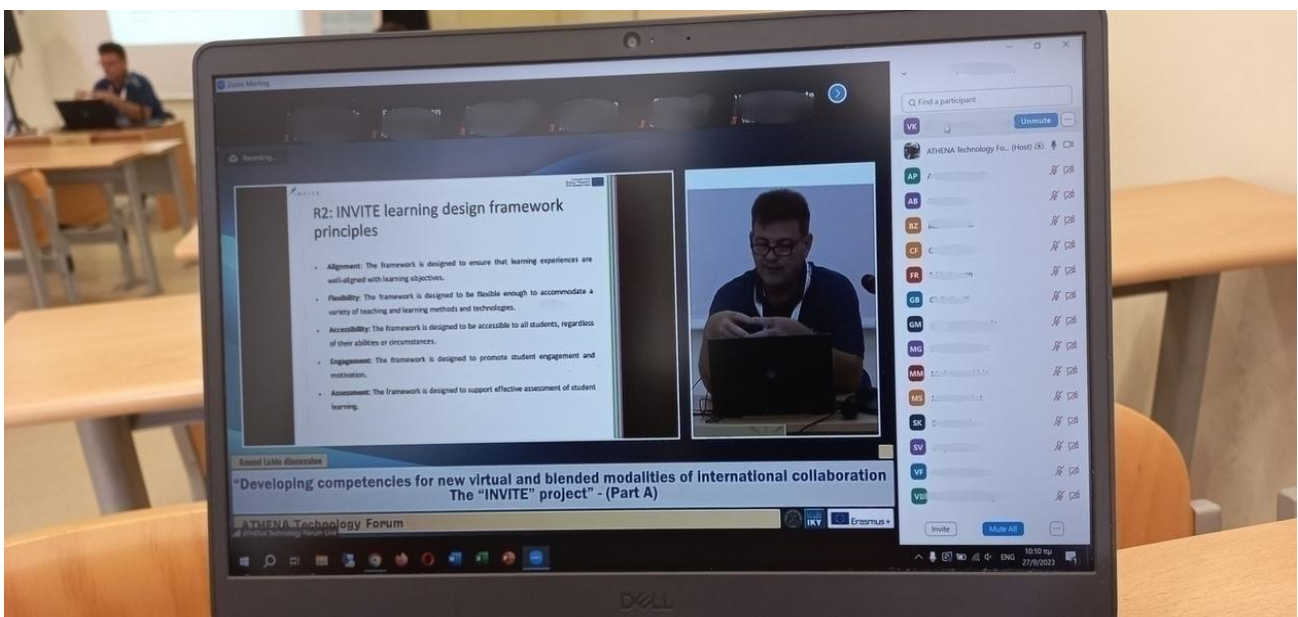 Zoom Meeting
Recording...
INVITE
R2: INVITE learning design framework
principles
• Alignment: The framework is designed to ensure that learning experiences are
well-aligned with learning objectives.
• Flexibility: The framework is designed to be flexible enough to accommodate a
variety of teaching and learning methods and technologies.
• Accessibility: The framework is designed to be accessible to all students, regardless
of their abilities or circumstances.
• Engagement: The framework is designed to promote student engagement and
motivation.
• Assessment: The framework is designed to support effective assessment of student
learning.
Round table discussion
"Developing competencies for new virtual and blended modalities of international collaboration
The "INVITE" project" - (Part A)
ATHENA Technology Forum
ATHENA Technology Forum Live
IKY
Erasmus+
Find a participant
VK
Unmute
ATHENA Technology Fo... (Host)
AP
AB
BZ
CF
FR
GB
GM
MG
MM
MS
SK
SV
VF
Invite
Mute All
ENG
10:10 πμ
27/9/2023
DELL